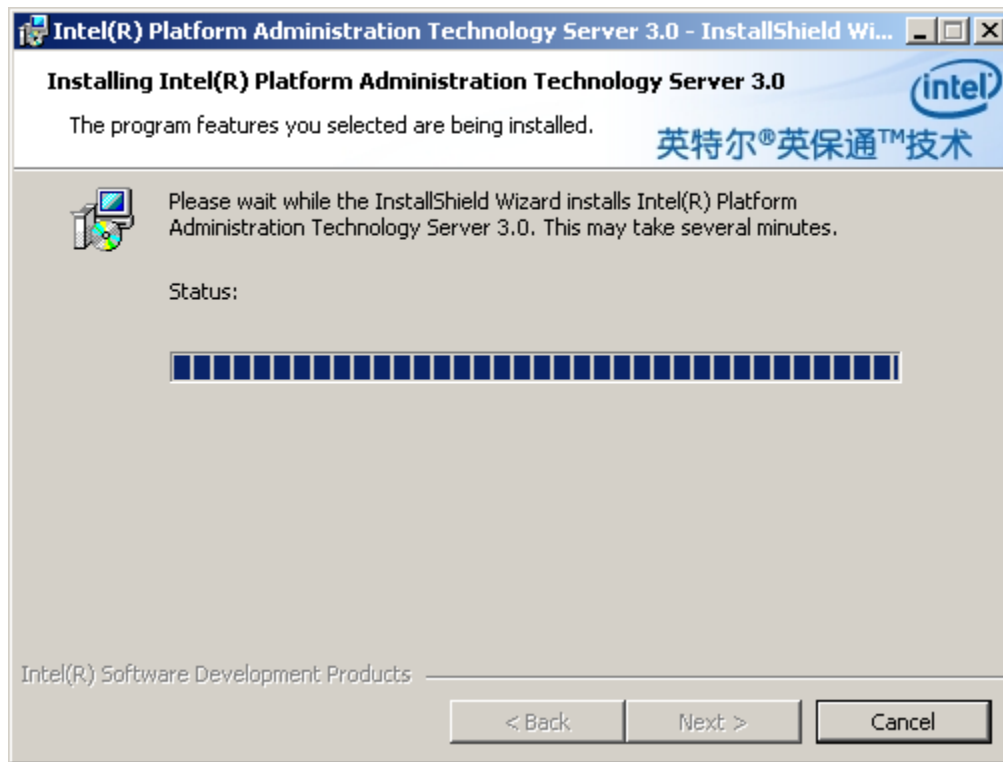 Intel(R) Platform Administration Technology Server 3.0 - InstallShield Wi...
Installing Intel(R) Platform Administration Technology Server 3.0
The program features you selected are being installed.
intel
英特尔®英保通™技术
Please wait while the InstallShield Wizard installs Intel(R) Platform
Administration Technology Server 3.0. This may take several minutes.
Status:
Intel(R) Software Development Products
< Back
Next >
Cancel